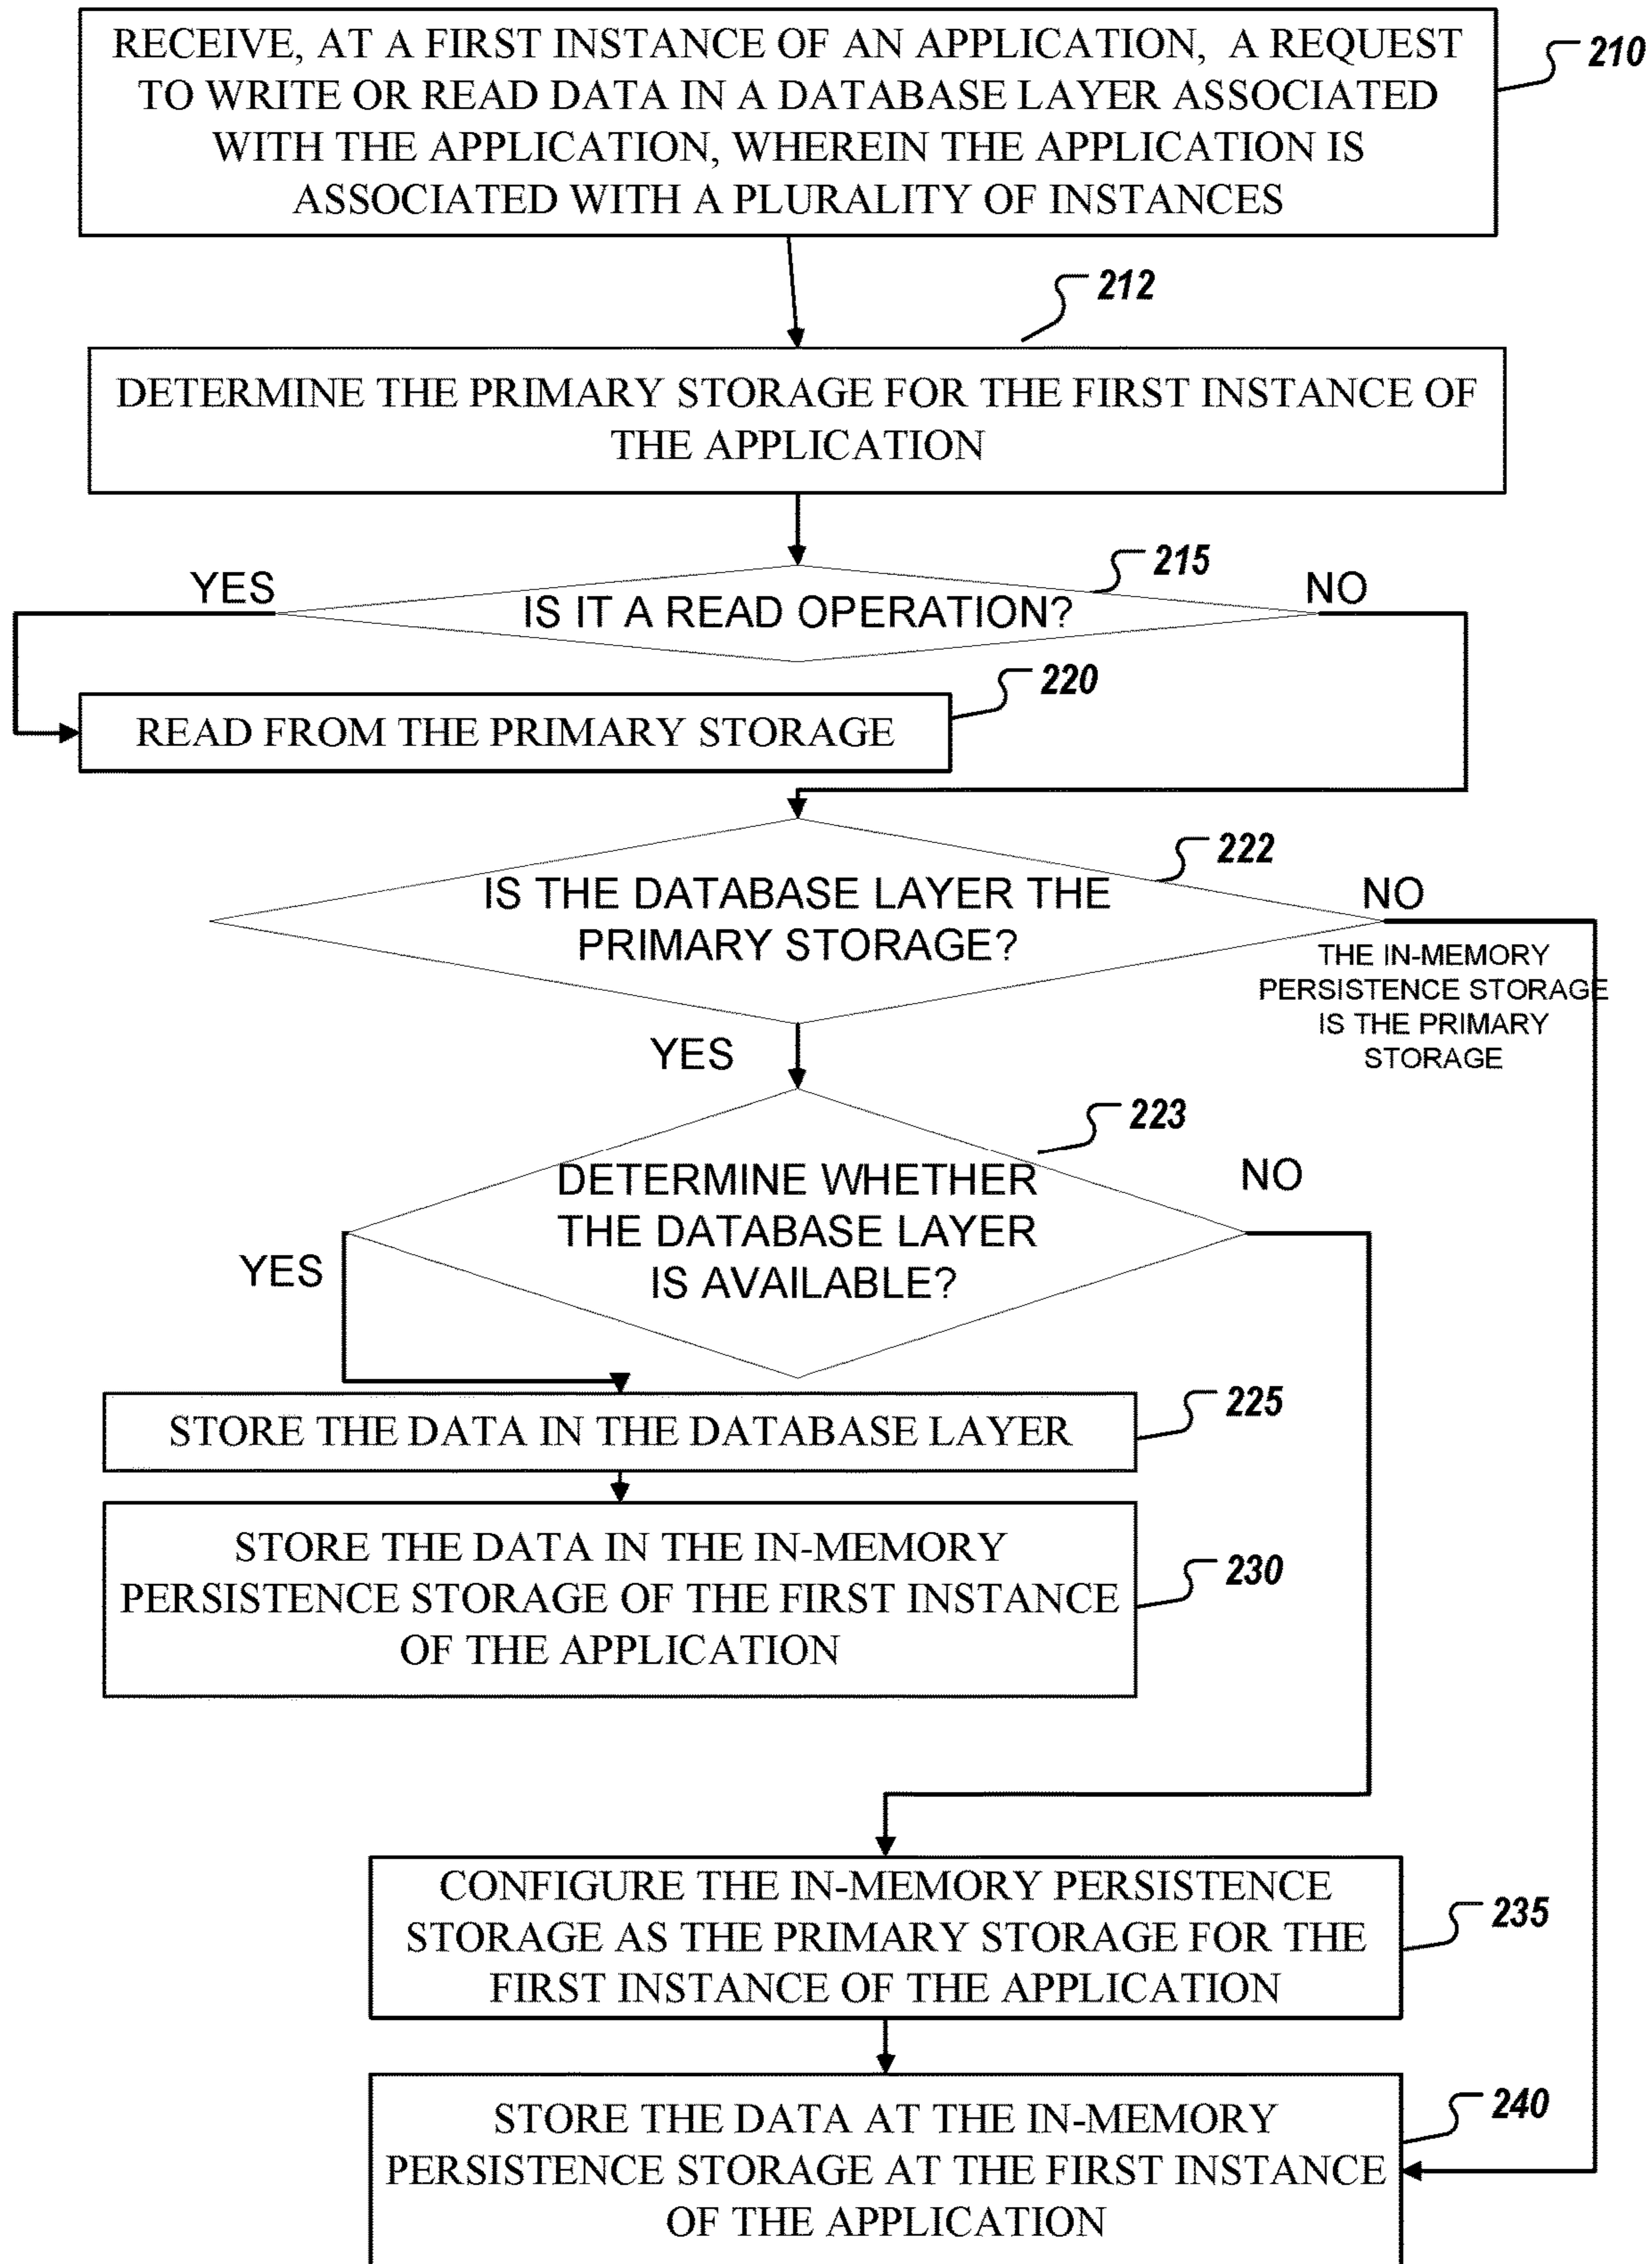 RECEIVE, AT A FIRST INSTANCE OF AN APPLICATION, A REQUEST
TO WRITE OR READ DATA IN A DATABASE LAYER ASSOCIATED
WITH THE APPLICATION, WHEREIN THE APPLICATION IS
ASSOCIATED WITH A PLURALITY OF INSTANCES
210
212
DETERMINE THE PRIMARY STORAGE FOR THE FIRST INSTANCE OF
THE APPLICATION
215
YES
IS IT A READ OPERATION?
NO
220
READ FROM THE PRIMARY STORAGE
222
IS THE DATABASE LAYER THE
PRIMARY STORAGE?
NO
THE IN-MEMORY
PERSISTENCE STORAGE
IS THE PRIMARY
STORAGE
YES
223
DETERMINE WHETHER
THE DATABASE LAYER
IS AVAILABLE?
NO
YES
225
STORE THE DATA IN THE DATABASE LAYER
STORE THE DATA IN THE IN-MEMORY
PERSISTENCE STORAGE OF THE FIRST INSTANCE
OF THE APPLICATION
230
CONFIGURE THE IN-MEMORY PERSISTENCE
STORAGE AS THE PRIMARY STORAGE FOR THE
FIRST INSTANCE OF THE APPLICATION
235
STORE THE DATA AT THE IN-MEMORY
PERSISTENCE STORAGE AT THE FIRST INSTANCE
OF THE APPLICATION
240